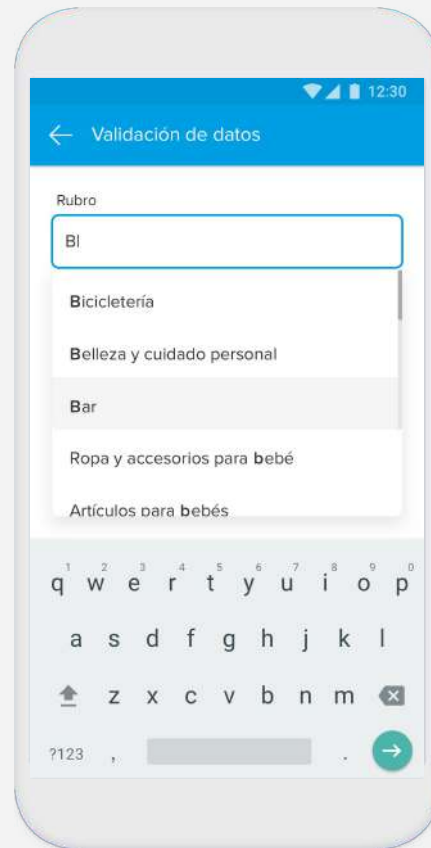 12:30
Validación de datos
Rubro
Bl
Bicicletería
Belleza y cuidado personal
Bar
Ropa y accesorios para bebé
Artículos para bebés
1 2 3 4 5 6 7 8 9 0
q w e r t y u i o p
a s d f g h j k l
z x c v b n m
?123 , .